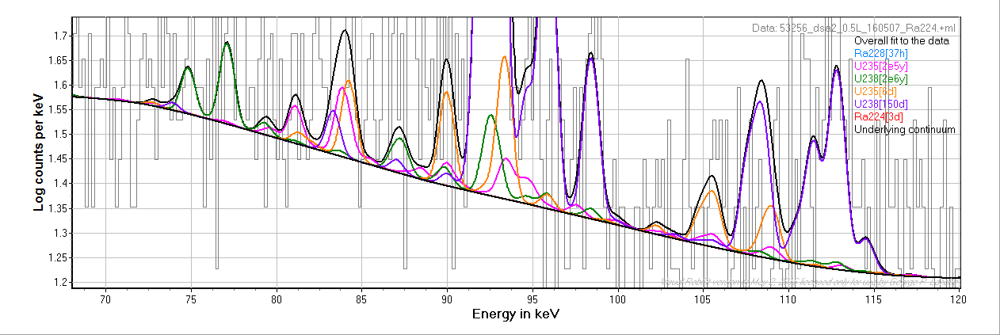 Data: 53256_dsa2_0.5L_160507_Ra224.+ml
Overall fit to the data
Ra228[37h]
U235[2e5y]
U238[2e6y]
U235[6d]
U238[150d]
Ra224[3d]
Underlying continuum
Log counts per keV
1.7
1.65
1.6
1.55
1.5
1.45
1.4
1.35
1.3
1.25
1.2
70 75 80 85 90 95 100 105 110 115 120
Energy in keV